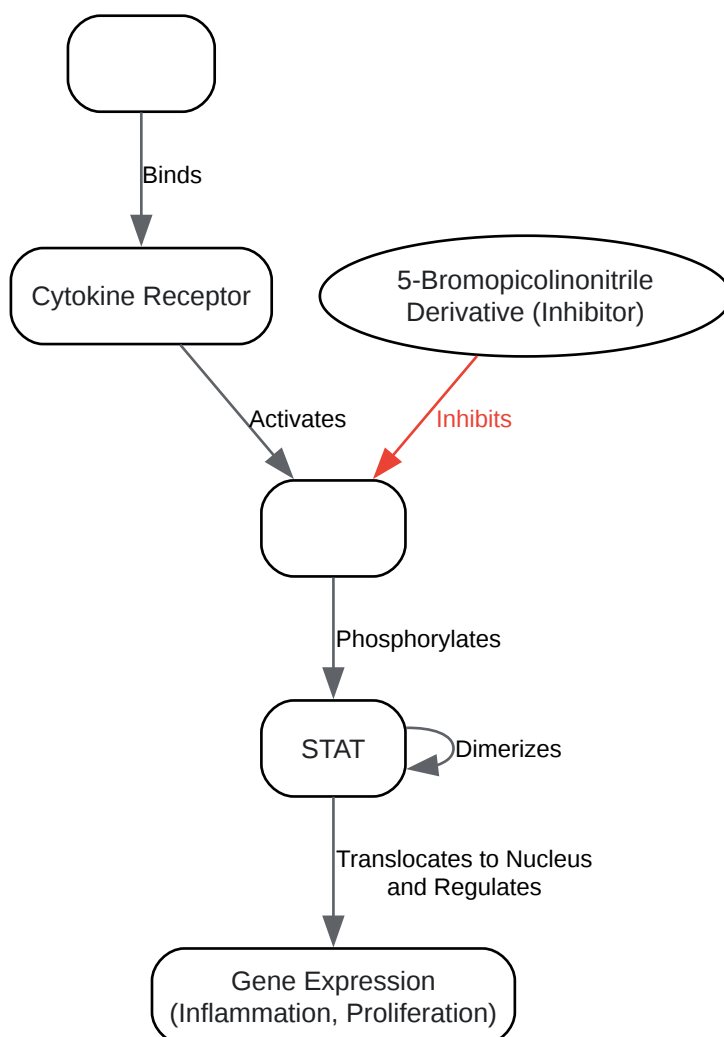 Binds
Cytokine Receptor
5-Bromopicolinonitrile
Derivative (Inhibitor)
Activates
Inhibits
Phosphorylates
STAT
Dimerizes
Translocates to Nucleus
and Regulates
Gene Expression
(Inflammation, Proliferation)